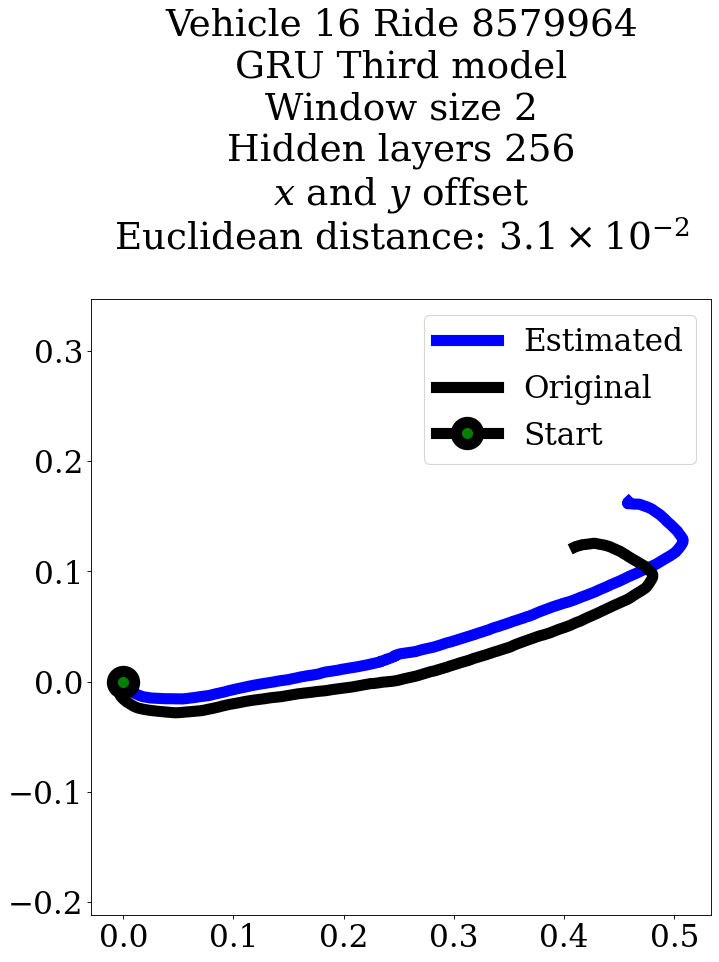 Vehicle 16 Ride 8579964
GRU Third model
Window size 2
Hidden layers 256
x and y offset
Euclidean distance: 3.1 × 10⁻²
Estimated
Original
Start
0.3
0.2
0.1
0.0
−0.1
−0.2
0.0 0.1 0.2 0.3 0.4 0.5